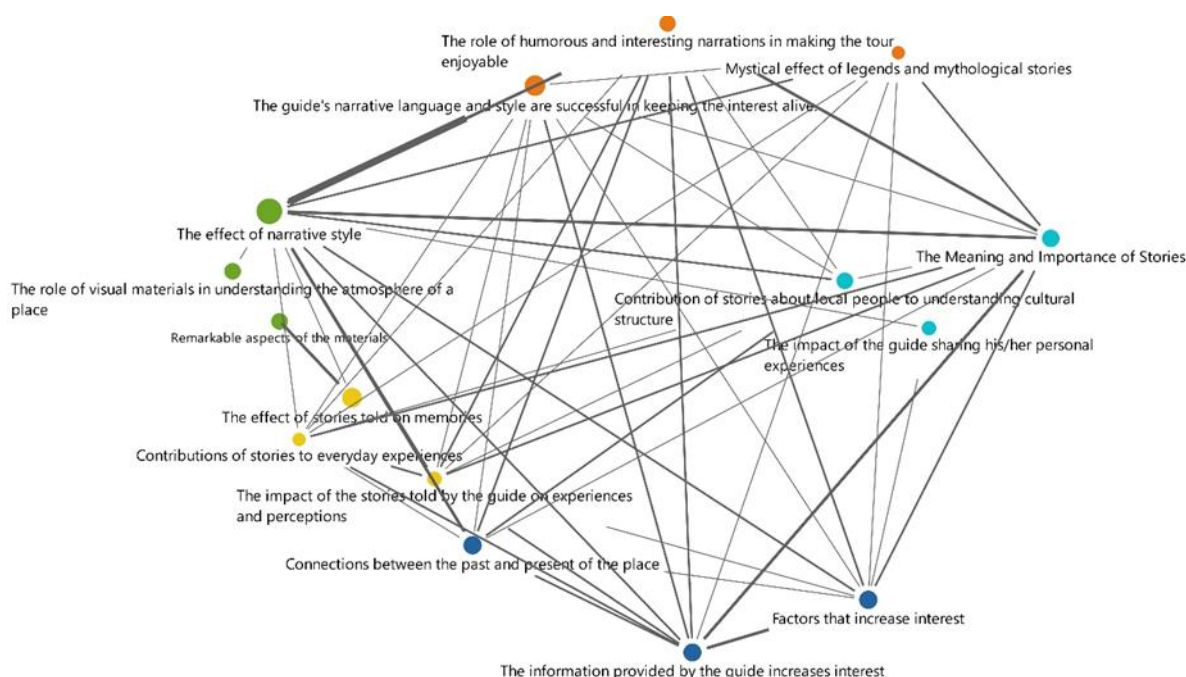 The role of humorous and interesting narrations in making the tour
enjoyable
Mystical effect of legends and mythological stories
The guide's narrative language and style are successful in keeping the interest alive.
The effect of narrative style
The Meaning and Importance of Stories
The role of visual materials in understanding the atmosphere of a
place
Contribution of stories about local people to understanding cultural
structure
Remarkable aspects of the materials
The impact of the guide sharing his/her personal
experiences
The effect of stories told on memories
Contributions of stories to everyday experiences
The impact of the stories told by the guide on experiences
and perceptions
Connections between the past and present of the place
Factors that increase interest
The information provided by the guide increases interest